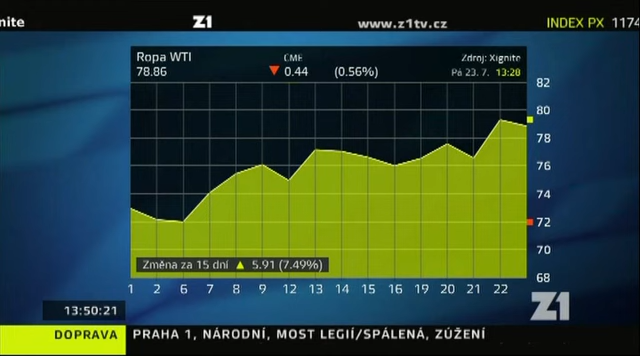 gnite
Z1
www.z1tv.cz
INDEX PX 1174
Ropa WTI
78.86
CME
▼ 0.44 (0.56%)
Zdroj: Xignite
Pá 23. 7. 13:28
82
80
78
76
74
72
70
68
Změna za 15 dní ▲ 5.91 (7.49%)
1 2 6 7 8 9 12 13 14 15 16 19 20 21 22
13:50:21
Z1
DOPRAVA
PRAHA 1, NÁRODNÍ, MOST LEGIÍ/SPÁLENÁ, ZÚŽENÍ